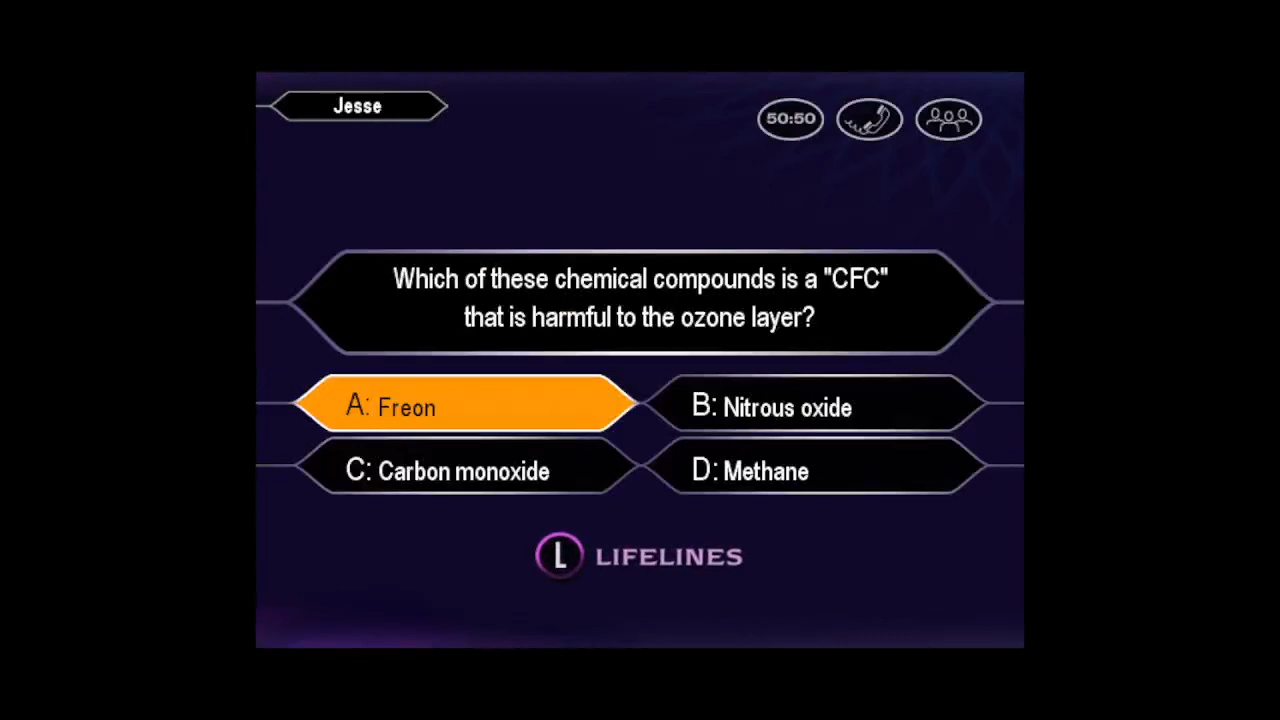 Jesse
50:50
Which of these chemical compounds is a "CFC"
that is harmful to the ozone layer?
A: Freon
B: Nitrous oxide
C: Carbon monoxide
D: Methane
L LIFELINES